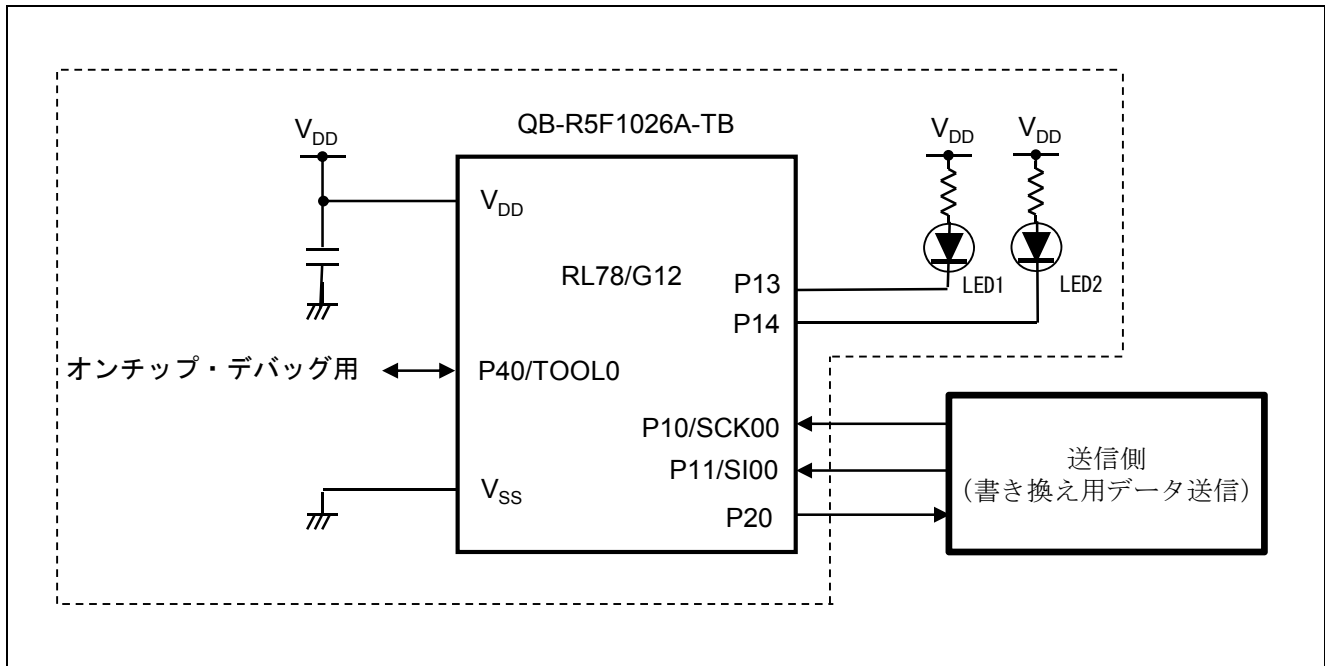 QB-R5F1026A-TB
VDD
VDD
VDD
VDD
RL78/G12
P13
LED1
LED2
P14
オンチップ・デバッグ用
P40/TOOL0
P10/SCK00
P11/SI00
送信側
(書き換え用データ送信)
VSS
P20